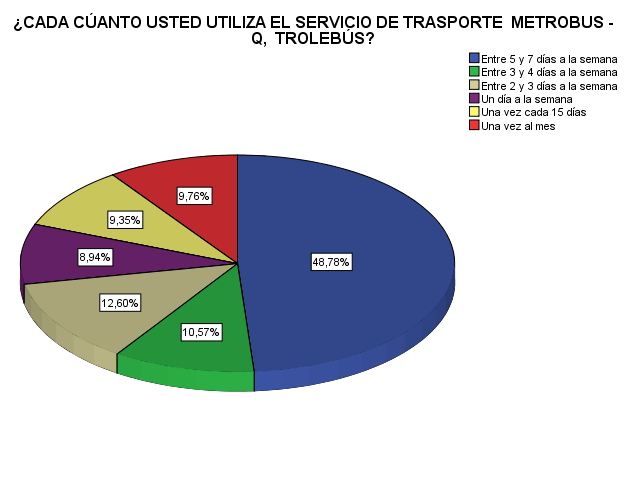 ¿CADA CÚANTO USTED UTILIZA EL SERVICIO DE TRASPORTE METROBUS -
Q, TROLEBÚS?
Entre 5 y 7 días a la semana
Entre 3 y 4 días a la semana
Entre 2 y 3 días a la semana
Un día a la semana
Una vez cada 15 días
Una vez al mes
9,76%
9,35%
8,94%
48,78%
12,60%
10,57%